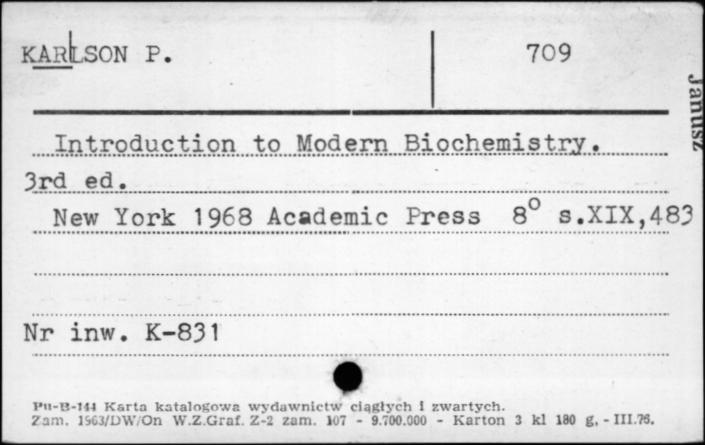 KARLSON P.
709
Janusz
Introduction to Modern Biochemistry.
3rd ed.
New York 1968 Academic Press 8° s.XIX,483
Nr inw. K-831
Pu-B-144 Karta katalogowa wydawnictw ciągłych i zwartych.
Zam. 1963/DW/On W.Z.Graf. Z-2 zam. 107 - 9.700.000 - Karton 3 kl 180 g. - III.76.